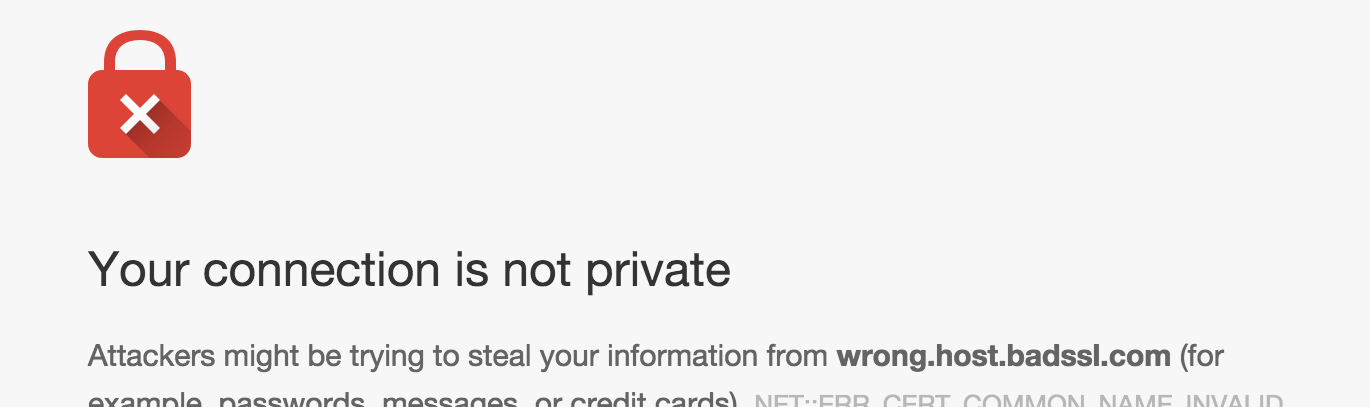 Your connection is not private
Attackers might be trying to steal your information from wrong.host.badssl.com (for
example, passwords, messages, or credit cards). NET::ERR_CERT_COMMON_NAME_INVALID